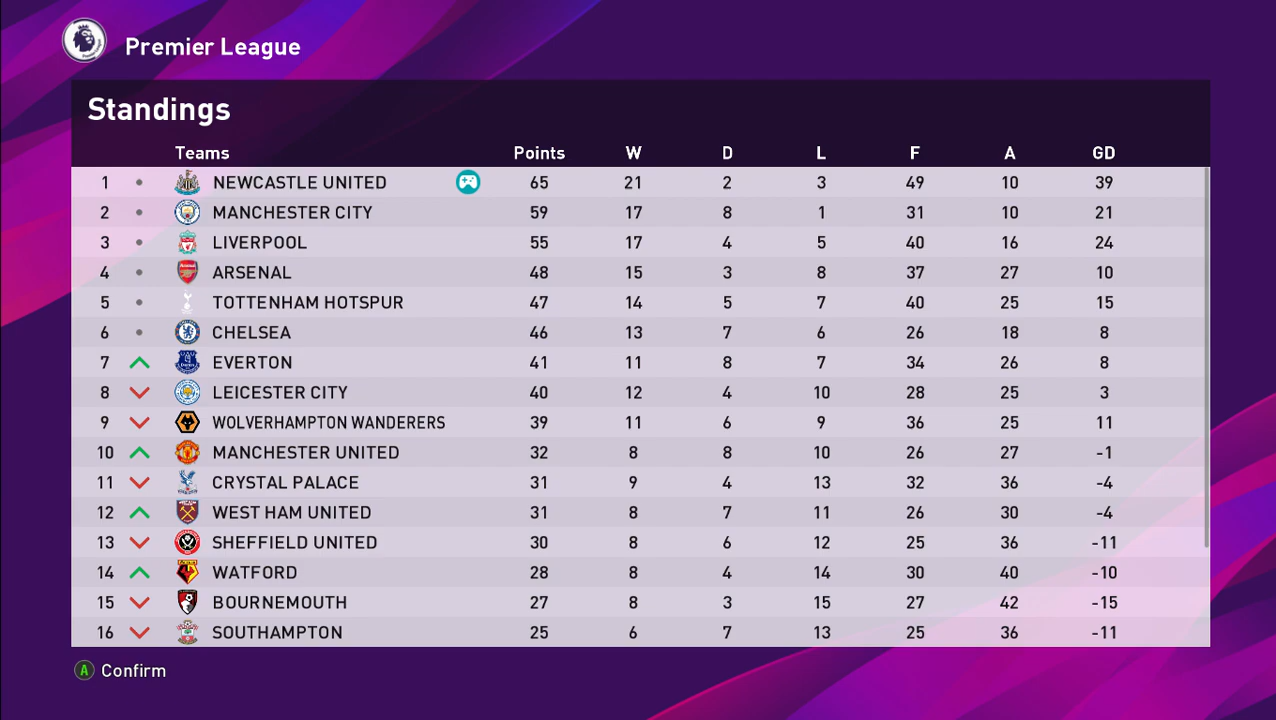 Premier League
Standings
Teams Points W D L F A GD
1 NEWCASTLE UNITED 65 21 2 3 49 10 39
2 MANCHESTER CITY 59 17 8 1 31 10 21
3 LIVERPOOL 55 17 4 5 40 16 24
4 ARSENAL 48 15 3 8 37 27 10
5 TOTTENHAM HOTSPUR 47 14 5 7 40 25 15
6 CHELSEA 46 13 7 6 26 18 8
7 EVERTON 41 11 8 7 34 26 8
8 LEICESTER CITY 40 12 4 10 28 25 3
9 WOLVERHAMPTON WANDERERS 39 11 6 9 36 25 11
10 MANCHESTER UNITED 32 8 8 10 26 27 -1
11 CRYSTAL PALACE 31 9 4 13 32 36 -4
12 WEST HAM UNITED 31 8 7 11 26 30 -4
13 SHEFFIELD UNITED 30 8 6 12 25 36 -11
14 WATFORD 28 8 4 14 30 40 -10
15 BOURNEMOUTH 27 8 3 15 27 42 -15
16 SOUTHAMPTON 25 6 7 13 25 36 -11
A Confirm